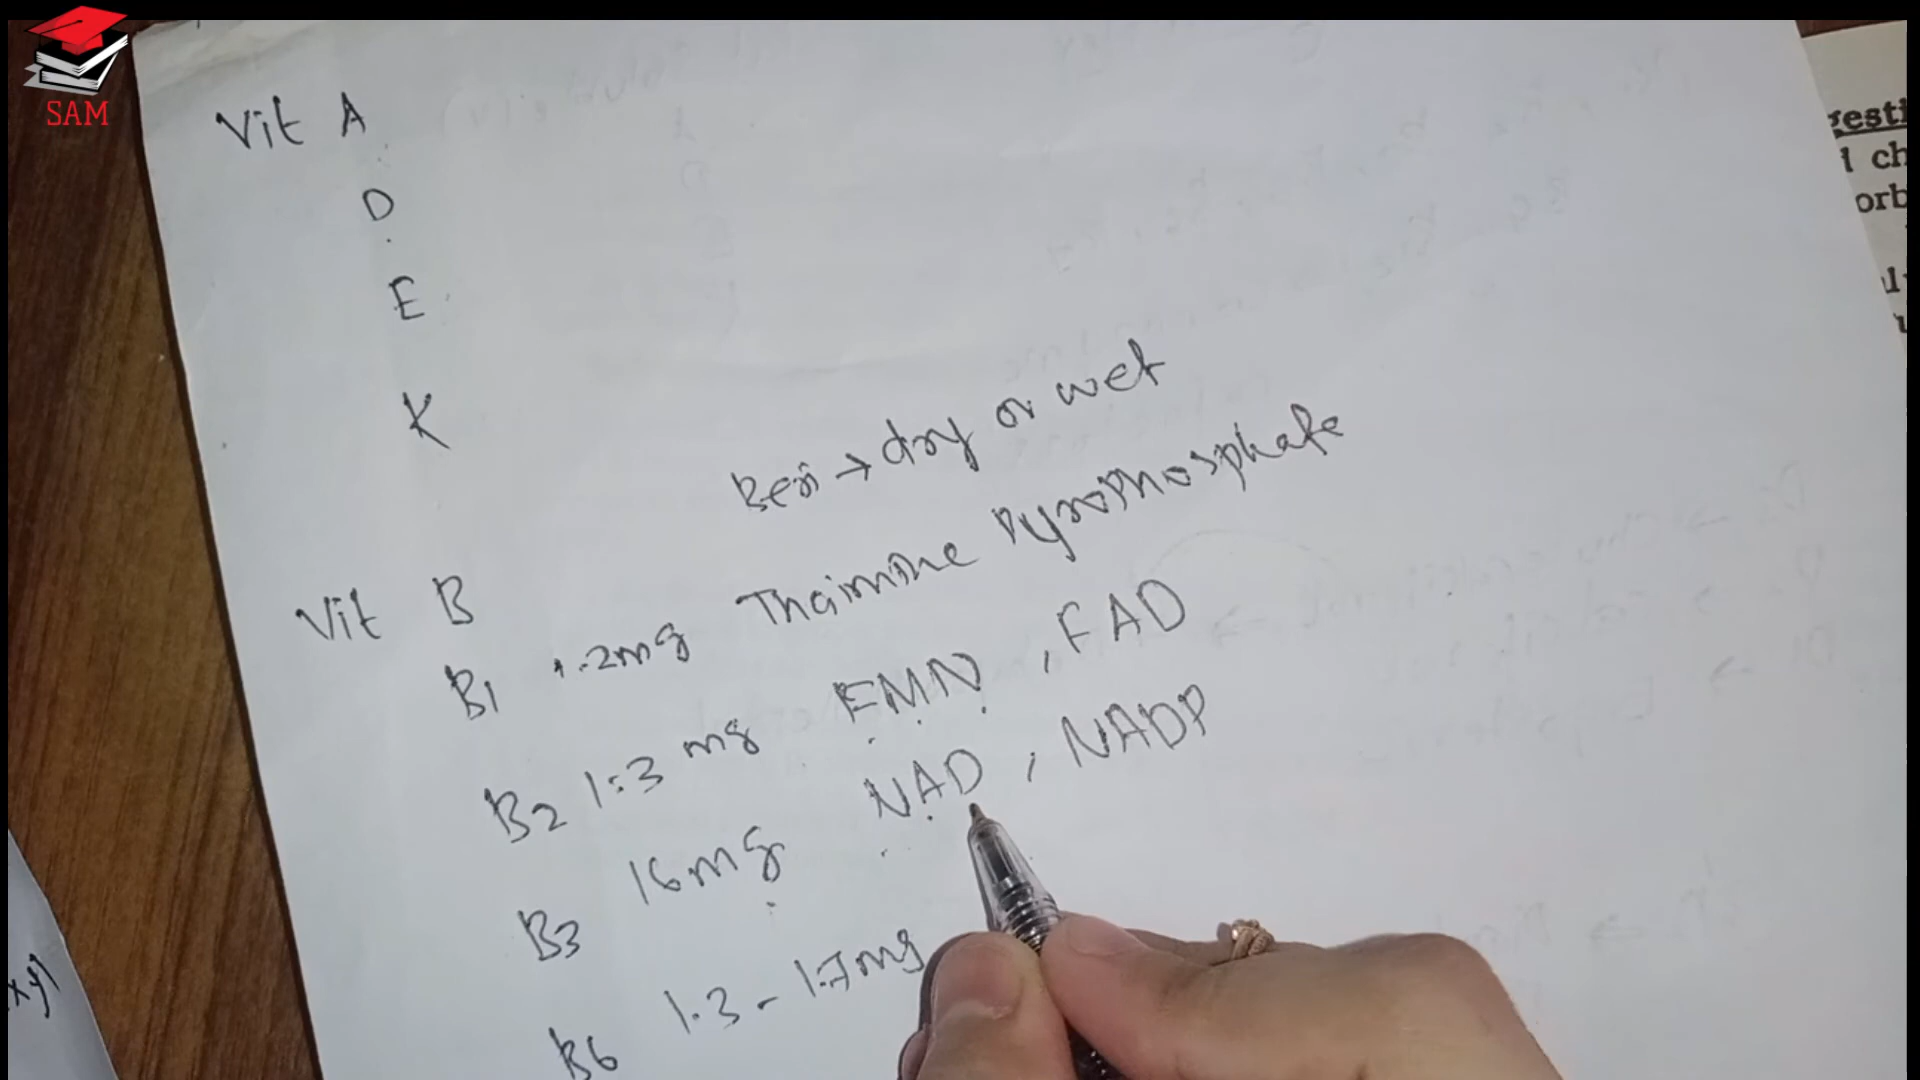 SAM
Vit A
D
E
K
Beri → dry or wet
Vit B
B1 1.2mg Thaimine Pyrophosphate
B2 1.3 mg FMN, FAD
B3 16mg NAD, NADP
B6 1.3 - 1.7mg